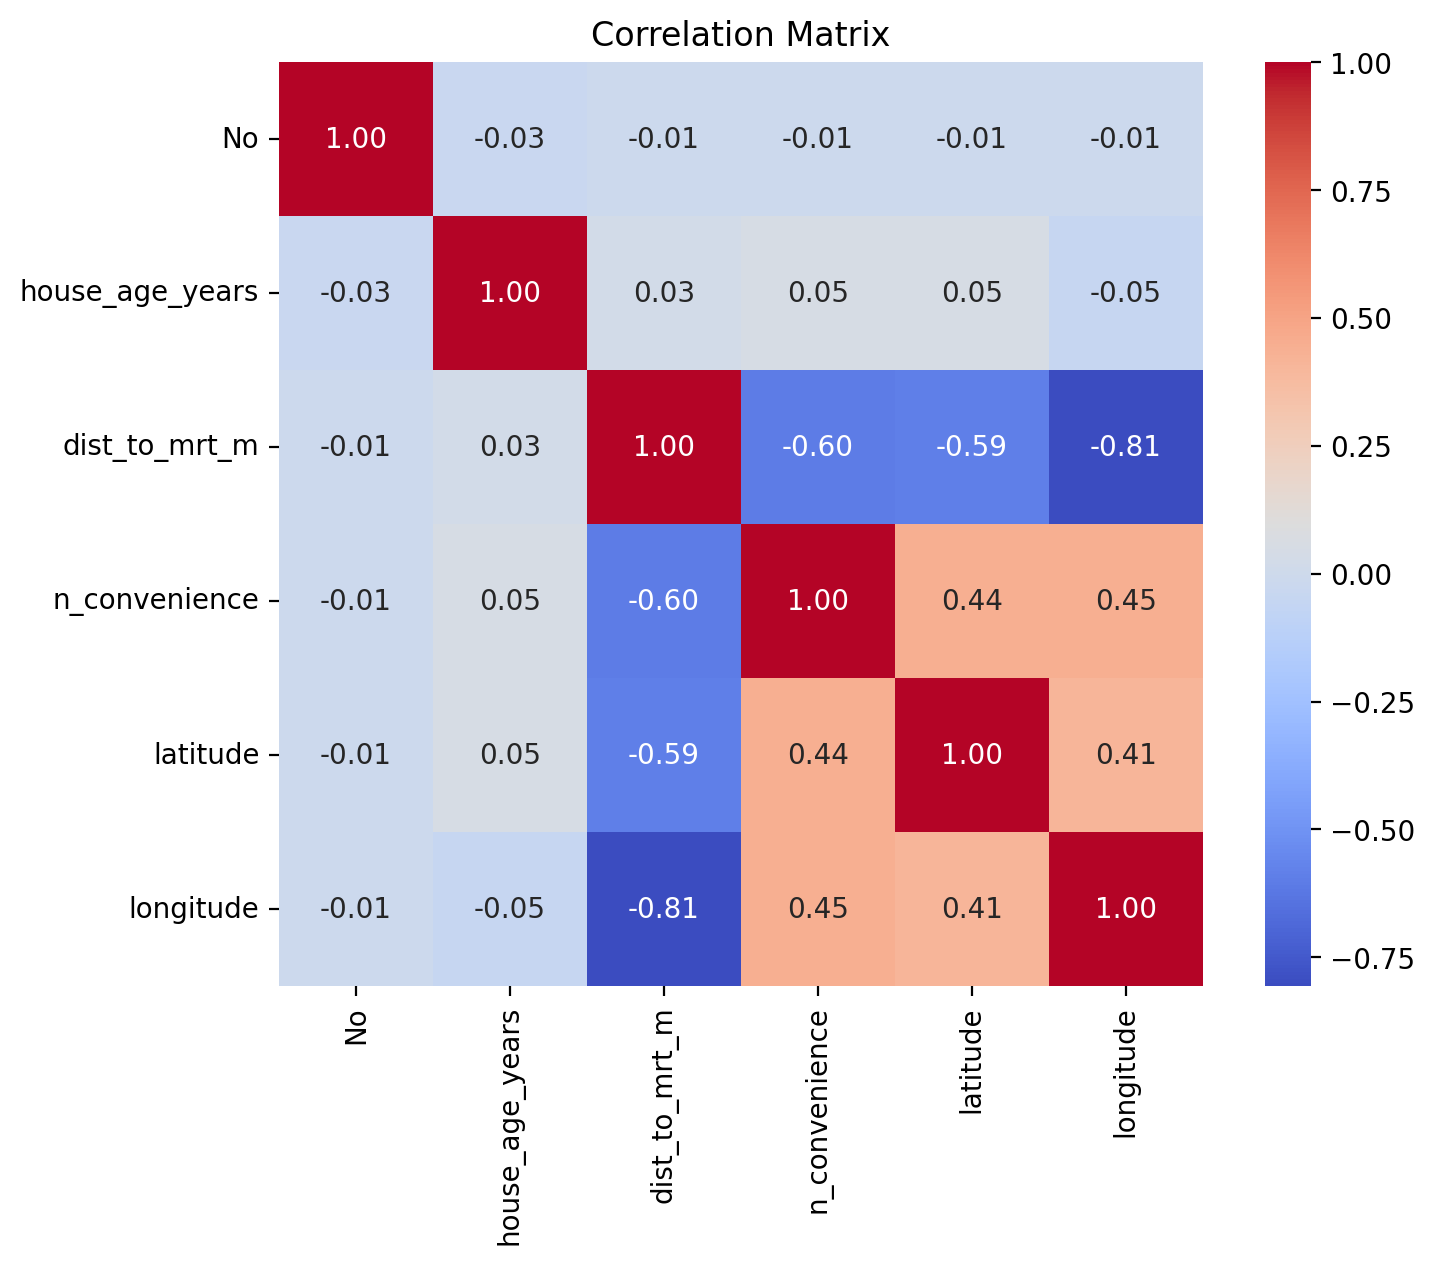 Correlation Matrix
No 1.00 -0.03 -0.01 -0.01 -0.01 -0.01
house_age_years -0.03 1.00 0.03 0.05 0.05 -0.05
dist_to_mrt_m -0.01 0.03 1.00 -0.60 -0.59 -0.81
n_convenience -0.01 0.05 -0.60 1.00 0.44 0.45
latitude -0.01 0.05 -0.59 0.44 1.00 0.41
longitude -0.01 -0.05 -0.81 0.45 0.41 1.00
No
house_age_years
dist_to_mrt_m
n_convenience
latitude
longitude
1.00
0.75
0.50
0.25
0.00
−0.25
−0.50
−0.75